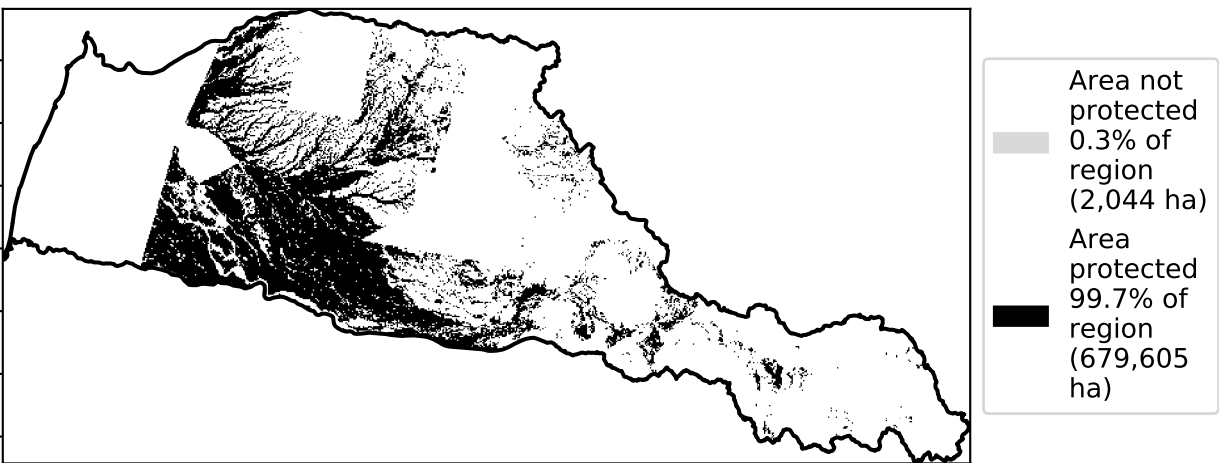 Area not
protected
0.3% of
region
(2,044 ha)
Area
protected
99.7% of
region
(679,605
ha)